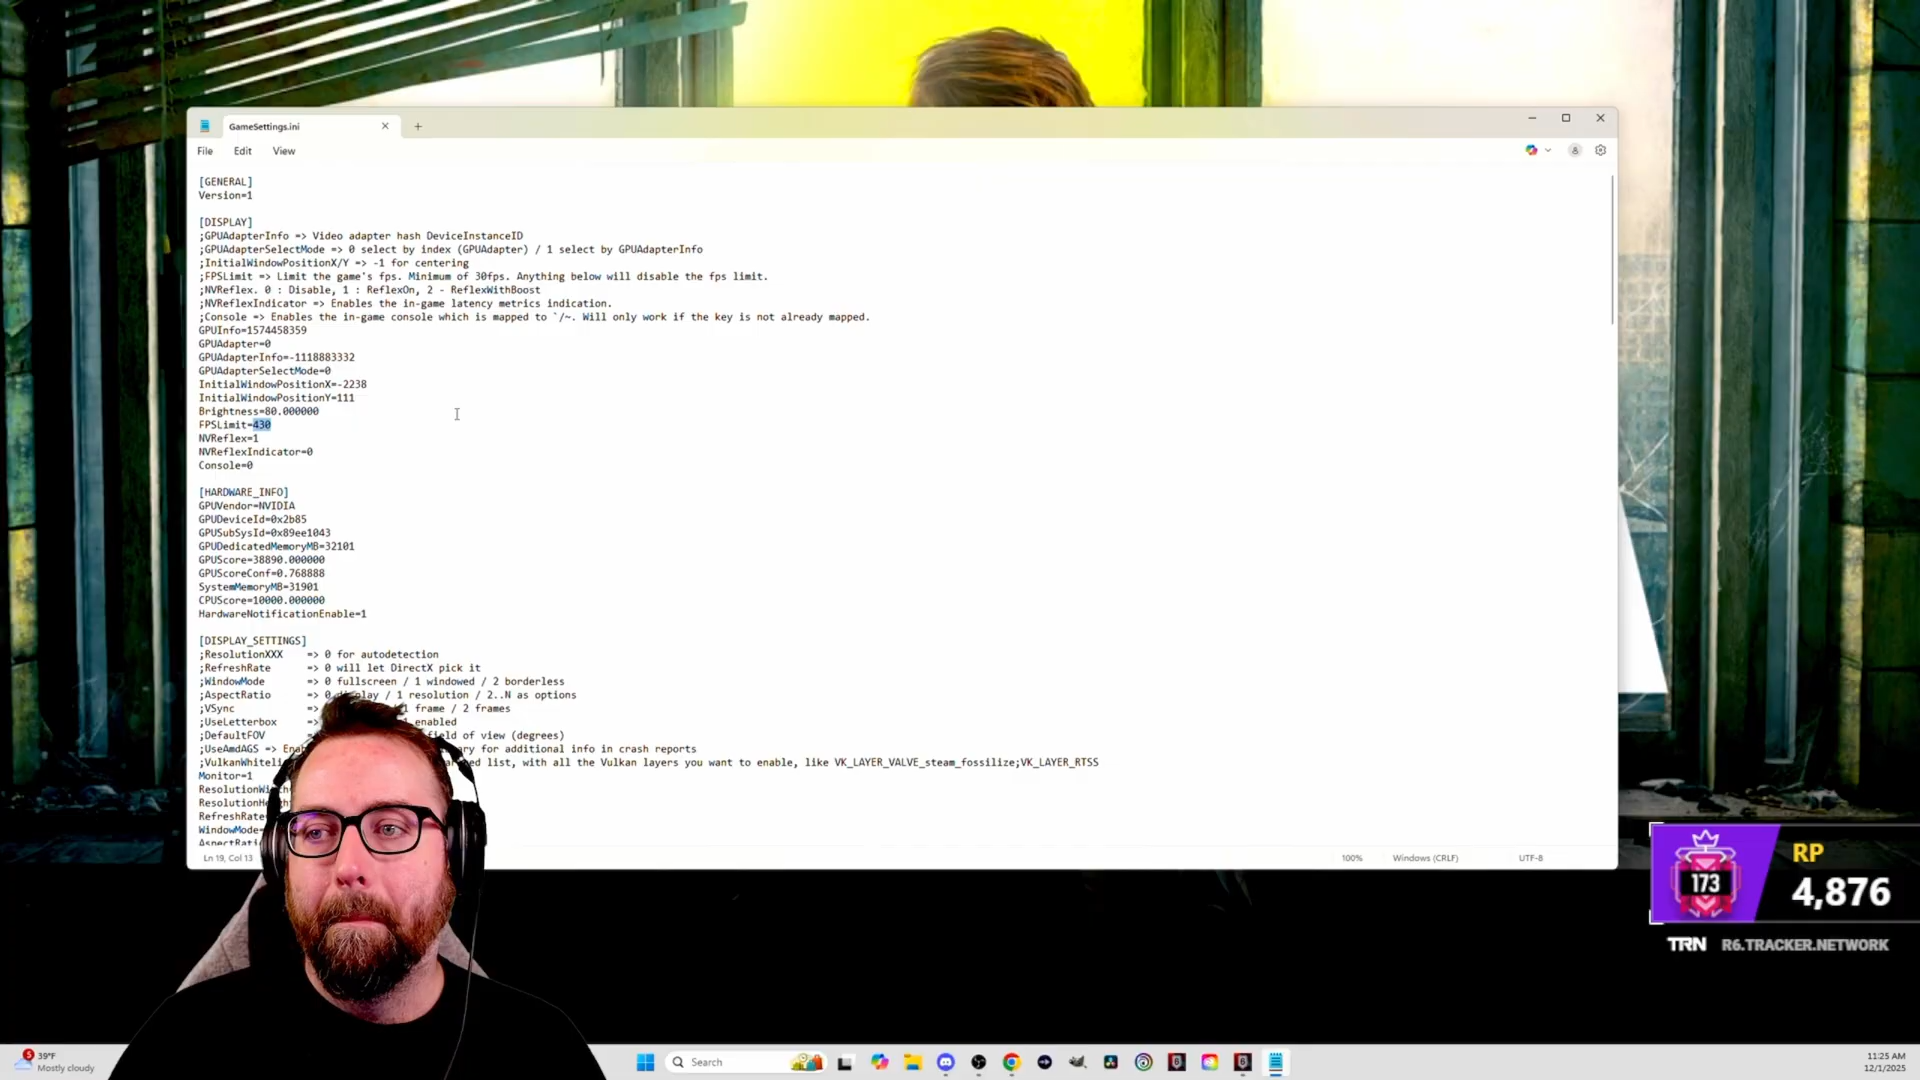 GameSettings.ini
File Edit View
[GENERAL]
Version=1
[DISPLAY]
;GPUAdapterInfo => Video adapter hash DeviceInstanceID
;GPUAdapterSelectMode => 0 select by index (GPUAdapter) / 1 select by GPUAdapterInfo
;InitialWindowPositionX/Y => -1 for centering
;FPSLimit => Limit the game's fps. Minimum of 30fps. Anything below will disable the fps limit.
;NVReflex. 0 : Disable, 1 : ReflexOn, 2 - ReflexWithBoost
;NVReflexIndicator => Enables the in-game latency metrics indication.
;Console => Enables the in-game console which is mapped to `/~. Will only work if the key is not already mapped.
GPUInfo=1574458359
GPUAdapter=0
GPUAdapterInfo=-1118883332
GPUAdapterSelectMode=0
InitialWindowPositionX=-2238
InitialWindowPositionY=111
Brightness=80.000000
FPSLimit=430
NVReflex=1
NVReflexIndicator=0
Console=0
[HARDWARE_INFO]
GPUVendor=NVIDIA
GPUDeviceId=0x2b85
GPUSubSysId=0x89ee1043
GPUDedicatedMemoryMB=32101
GPUScore=38890.000000
GPUScoreConf=0.768888
SystemMemoryMB=31901
CPUScore=10000.000000
HardwareNotificationEnable=1
[DISPLAY_SETTINGS]
;ResolutionXXX => 0 for autodetection
;RefreshRate => 0 will let DirectX pick it
;WindowMode => 0 fullscreen / 1 windowed / 2 borderless
;AspectRatio => 0 display / 1 resolution / 2..N as options
;VSync => 1 frame / 2 frames
;UseLetterbox => enabled
;DefaultFOV field of view (degrees)
;UseAmdAGS => for additional info in crash reports
list, with all the Vulkan layers you want to enable, like VK_LAYER_VALVE_steam_fossilize;VK_LAYER_RTSS
Monitor=1
RefreshRate
WindowMode=
Ln 19, Col 13 100% Windows (CRLF) UTF-8
173 RP
4,876
TRN R6.TRACKER.NETWORK
5 39°F
Mostly cloudy
Search
11:25 AM
12/1/2025